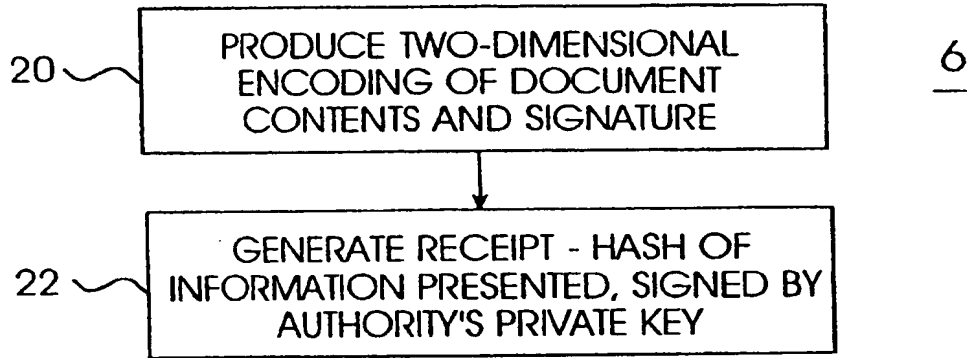 20
PRODUCE TWO-DIMENSIONAL
ENCODING OF DOCUMENT
CONTENTS AND SIGNATURE
6
22
GENERATE RECEIPT - HASH OF
INFORMATION PRESENTED, SIGNED BY
AUTHORITY'S PRIVATE KEY